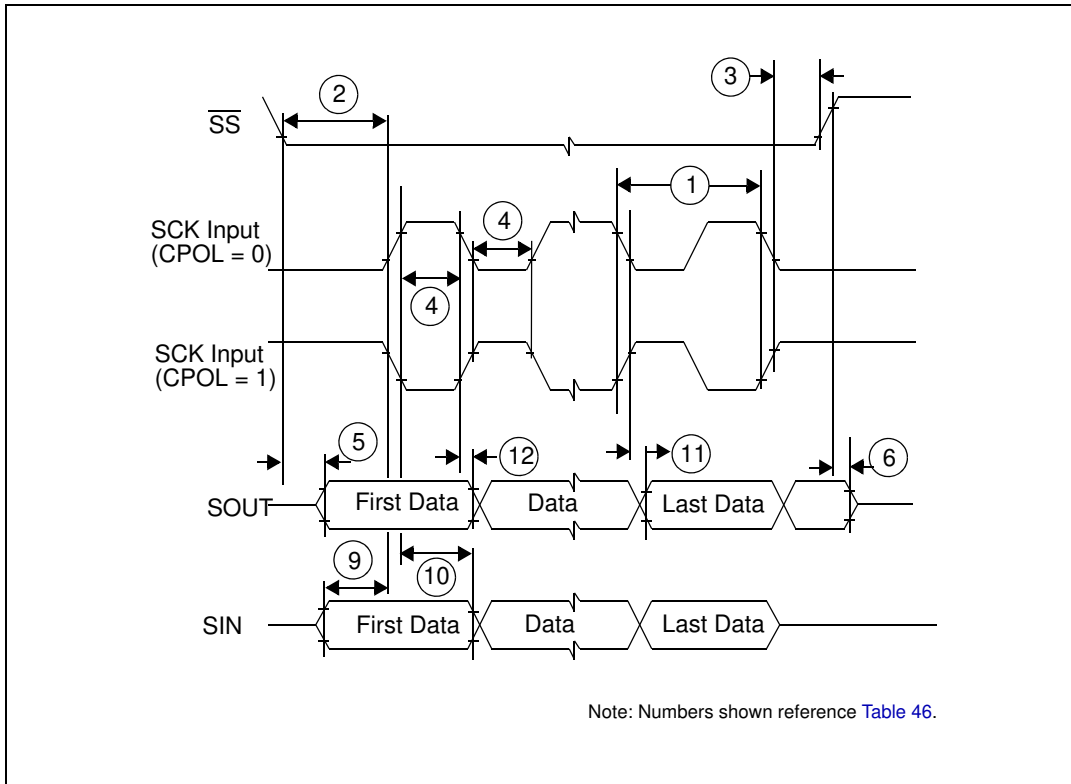 3
2
SS
1
SCK Input
(CPOL = 0)
4
4
SCK Input
(CPOL = 1)
5
12
11
6
SOUT
First Data
Data
Last Data
9
10
SIN
First Data
Data
Last Data
Note: Numbers shown reference Table 46.